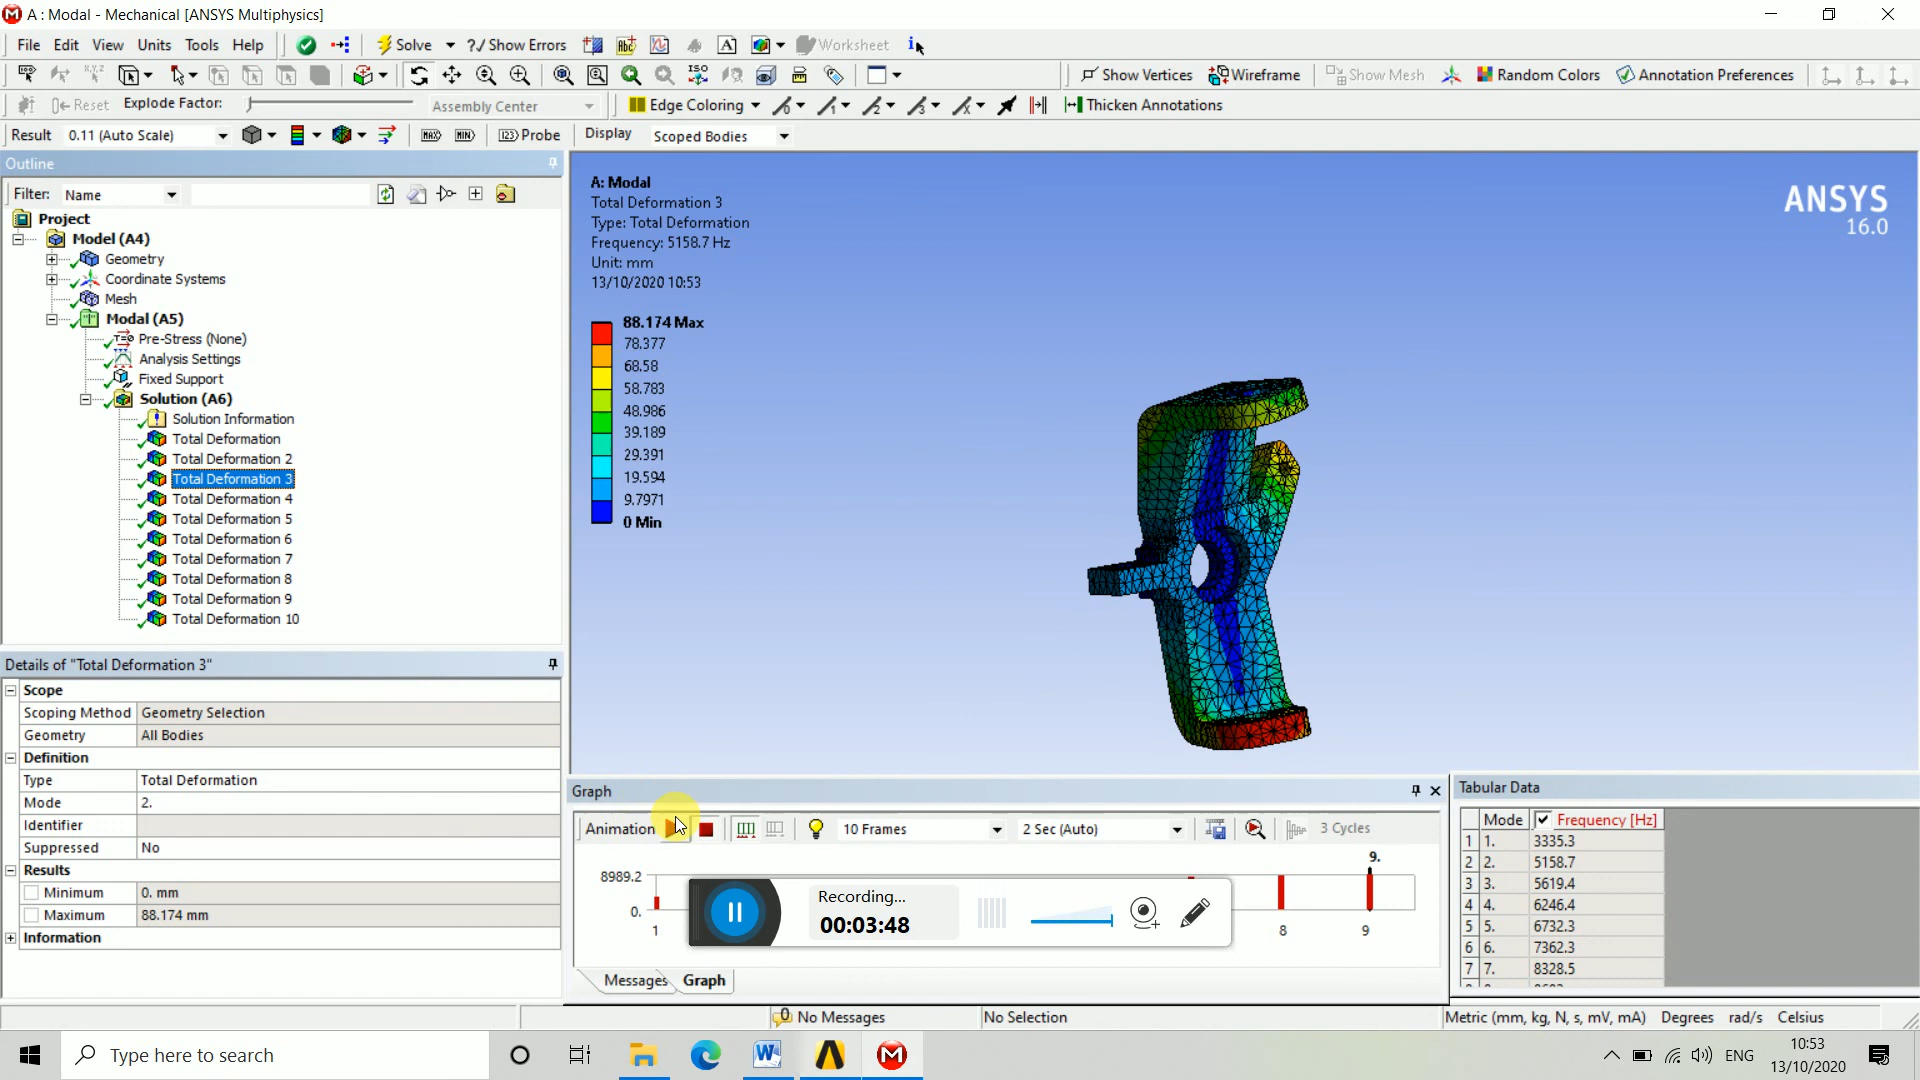 A : Modal - Mechanical [ANSYS Multiphysics]
File Edit View Units Tools Help Solve ?/ Show Errors Worksheet
Show Vertices Wireframe Show Mesh Random Colors Annotation Preferences
Reset Explode Factor: Assembly Center Edge Coloring Thicken Annotations
Result 0.11 (Auto Scale) MAX MIN Probe Display Scoped Bodies
Outline
Filter: Name
Project
Model (A4)
Geometry
Coordinate Systems
Mesh
Modal (A5)
Pre-Stress (None)
Analysis Settings
Fixed Support
Solution (A6)
Solution Information
Total Deformation
Total Deformation 2
Total Deformation 3
Total Deformation 4
Total Deformation 5
Total Deformation 6
Total Deformation 7
Total Deformation 8
Total Deformation 9
Total Deformation 10
Details of "Total Deformation 3"
Scope
Scoping Method Geometry Selection
Geometry All Bodies
Definition
Type Total Deformation
Mode 2.
Identifier
Suppressed No
Results
Minimum 0. mm
Maximum 88.174 mm
Information
A: Modal
Total Deformation 3
Type: Total Deformation
Frequency: 5158.7 Hz
Unit: mm
13/10/2020 10:53
88.174 Max
78.377
68.58
58.783
48.986
39.189
29.391
19.594
9.7971
0 Min
ANSYS
16.0
Graph
Animation 10 Frames 2 Sec (Auto) 3 Cycles
9.
8989.2
0.
1 8 9
Recording...
00:03:48
Messages Graph
Tabular Data
Mode Frequency [Hz]
1 1. 3335.3
2 2. 5158.7
3 3. 5619.4
4 4. 6246.4
5 5. 6732.3
6 6. 7362.3
7 7. 8328.5
No Messages No Selection Metric (mm, kg, N, s, mV, mA) Degrees rad/s Celsius
Type here to search
ENG
10:53
13/10/2020